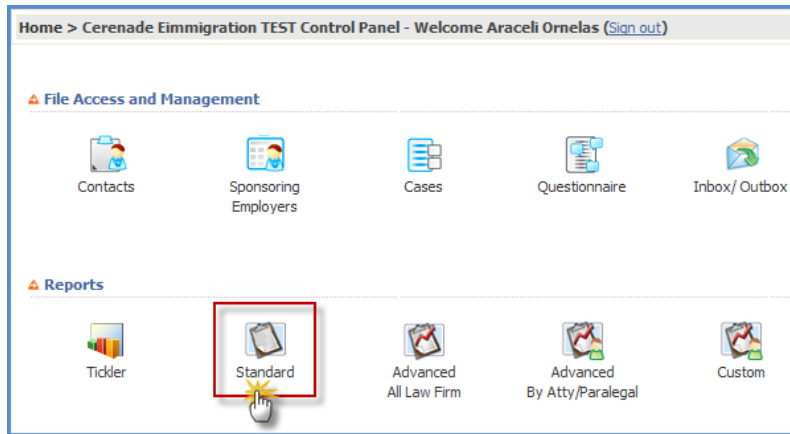 Home > Cerenade Eimmigration TEST Control Panel - Welcome Araceli Ornelas (Sign out)
File Access and Management
Contacts
Sponsoring
Employers
Cases
Questionnaire
Inbox/ Outbox
Reports
Tickler
Standard
Advanced
All Law Firm
Advanced
By Atty/Paralegal
Custom